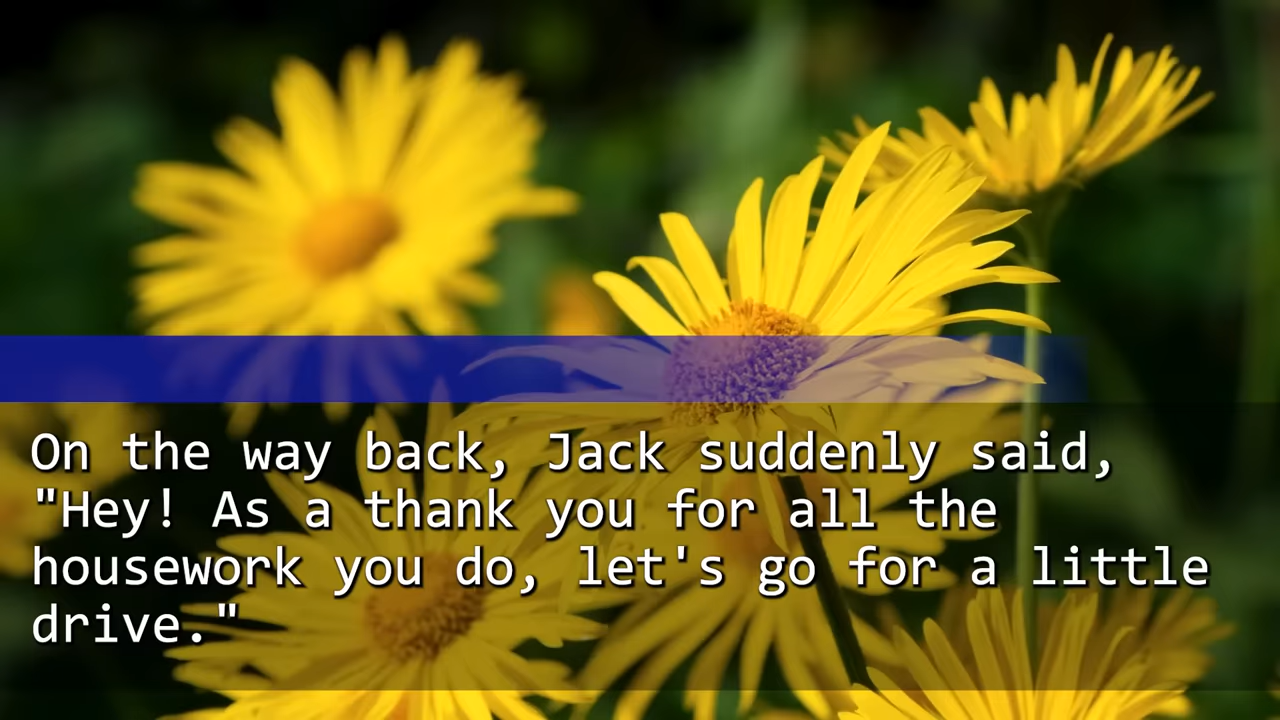 On the way back, Jack suddenly said,
"Hey! As a thank you for all the
housework you do, let's go for a little
drive."